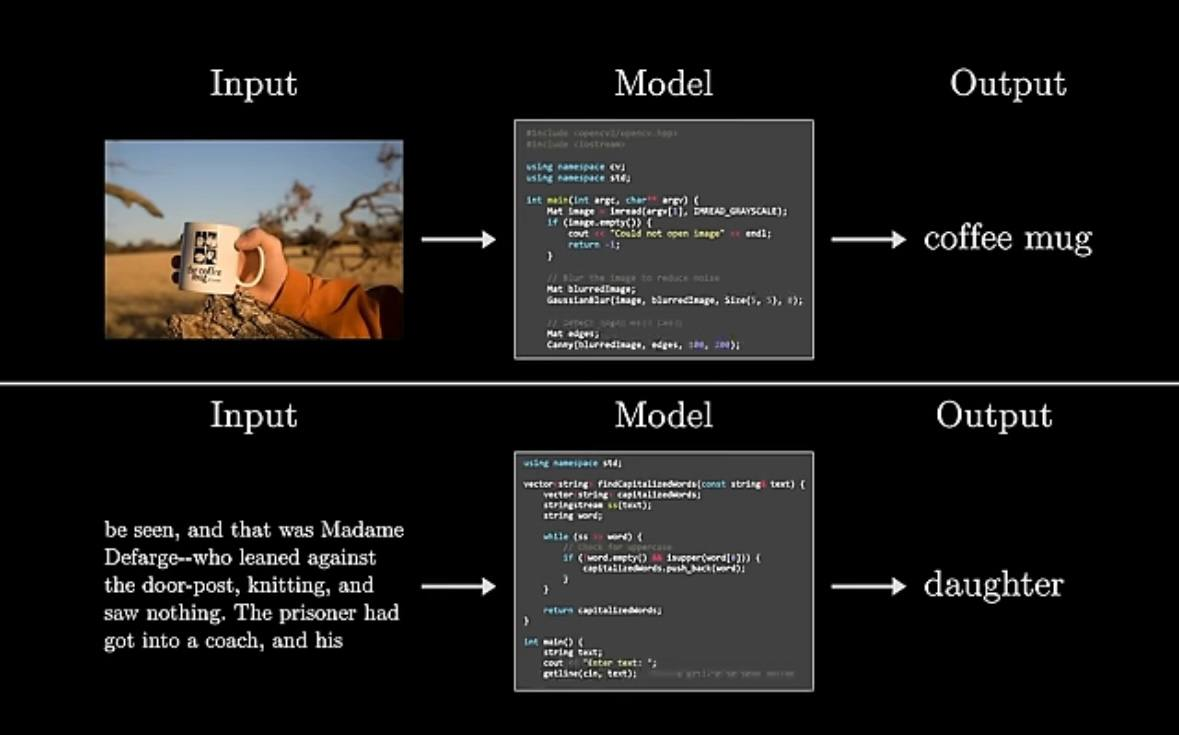 Input
Model
Output
the coffee
mug
#include <opencv2/opencv.hpp>
#include <iostream>
using namespace cv;
using namespace std;
int main(int argc, char** argv) {
Mat image = imread(argv[1], IMREAD_GRAYSCALE);
if (image.empty()) {
cout << "Could not open image" << endl;
return -1;
}
// Blur the image to reduce noise
Mat blurredImage;
GaussianBlur(image, blurredImage, Size(5, 5), 0);
Mat edges;
Canny(blurredImage, edges, 100, 200);
coffee mug
Input
Model
Output
be seen, and that was Madame
Defarge--who leaned against
the door-post, knitting, and
saw nothing. The prisoner had
got into a coach, and his
using namespace std;
vector<string> findCapitalizedWords(const string& text) {
vector<string> capitalizedWords;
stringstream ss(text);
string word;
while (ss >> word) {
// Check for uppercase
if (!word.empty() && isupper(word[0])) {
capitalizedWords.push_back(word);
}
}
return capitalizedWords;
}
int main() {
string text;
cout << "Enter text: ";
getline(cin, text);
daughter